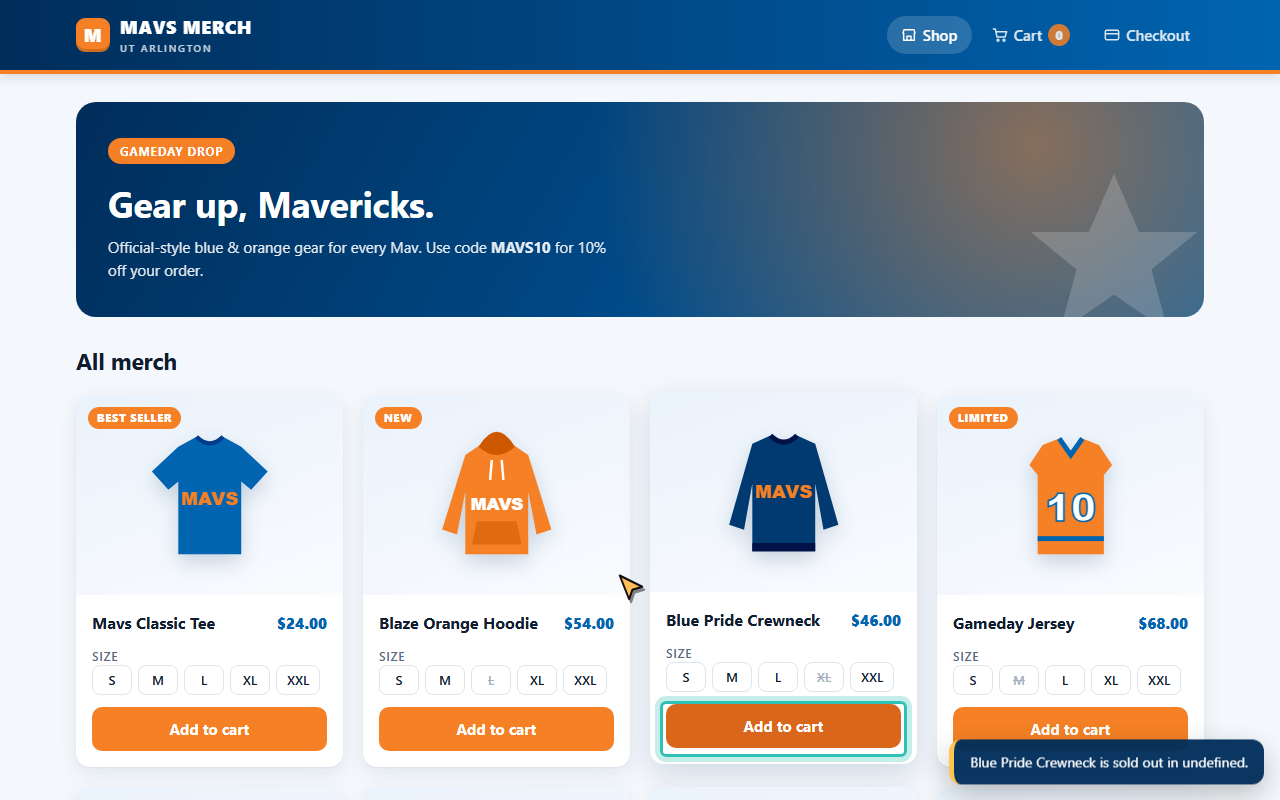 M MAVS MERCH
UT ARLINGTON
Shop Cart 0 Checkout
GAMEDAY DROP
Gear up, Mavericks.
Official-style blue & orange gear for every Mav. Use code MAVS10 for 10%
off your order.
All merch
BEST SELLER
MAVS
Mavs Classic Tee $24.00
SIZE
S M L XL XXL
Add to cart
NEW
MAVS
Blaze Orange Hoodie $54.00
SIZE
S M L XL XXL
Add to cart
MAVS
Blue Pride Crewneck $46.00
SIZE
S M L XL XXL
Add to cart
LIMITED
10
Gameday Jersey $68.00
SIZE
S M L XL XXL
Add to cart
Blue Pride Crewneck is sold out in undefined.